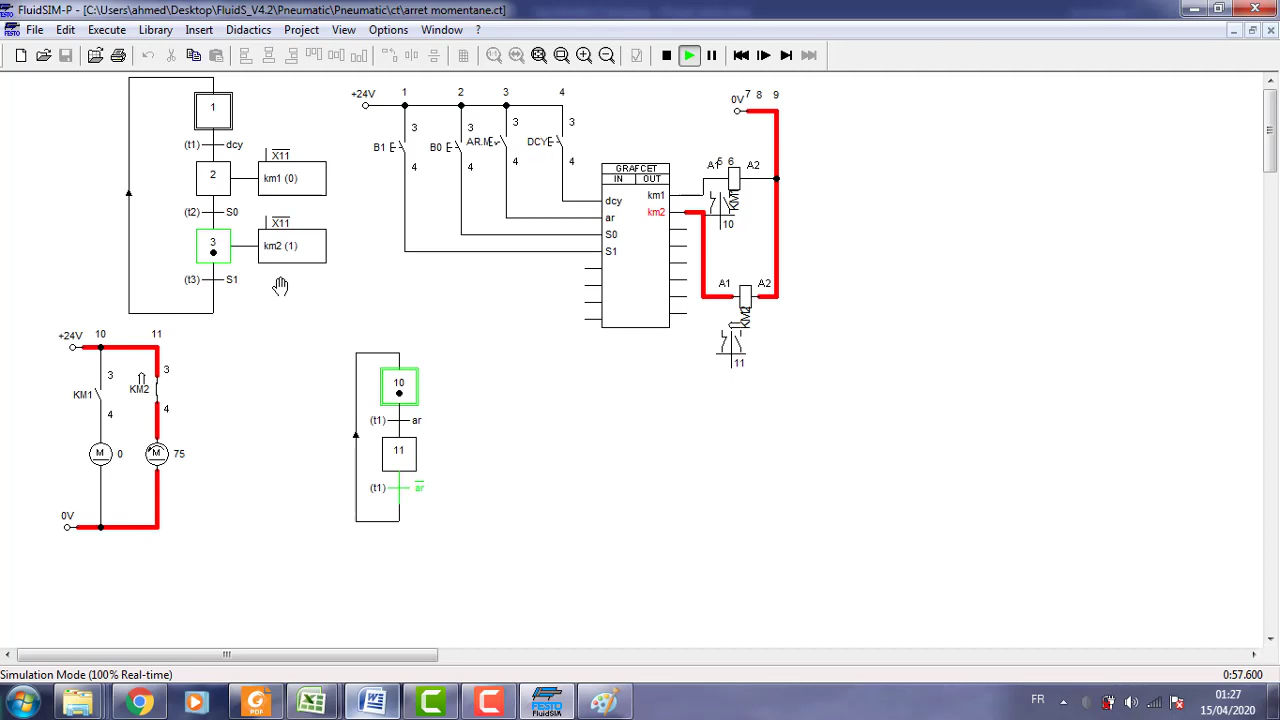 FluidSIM-P - [C:\Users\ahmed\Desktop\FluidS_V4.2\Pneumatic\Pneumatic\ct\arret momentane.ct]
File Edit Execute Library Insert Didactics Project View Options Window ?
1
(t1) dcy
X11
2
km1 (0)
(t2) S0
X11
3
km2 (1)
(t3) S1
+24V 1 2 3 4
3 3 3 3
B1 B0 AR.M DCY
4 4 4 4
GRAFCET
IN OUT
dcy km1
ar km2
S0
S1
0V 7 8 9
A1 5 6 A2
KM1
10
A1 A2
KM2
11
+24V 10 11
3 3
KM1 KM2
4 4
M 0 M 75
0V
10
(t1) ar
11
(t1) ar
Simulation Mode (100% Real-time) 0:57.600
W FESTO FluidSIM FR 01:27
15/04/2020